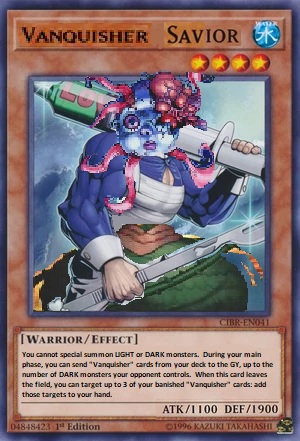 VANQUISHER SAVIOR
WATER
水
CIBR-EN041
[WARRIOR/EFFECT]
You cannot special summon LIGHT or DARK monsters. During your main
phase, you can send "Vanquisher" cards from your deck to the GY, up to the
number of DARK monsters your opponent controls. When this card leaves
the field, you can target up to 3 of your banished "Vanquisher" cards: add
those targets to your hand.
ATK/1100 DEF/1900
04848423 1st Edition ©1996 KAZUKI TAKAHASHI